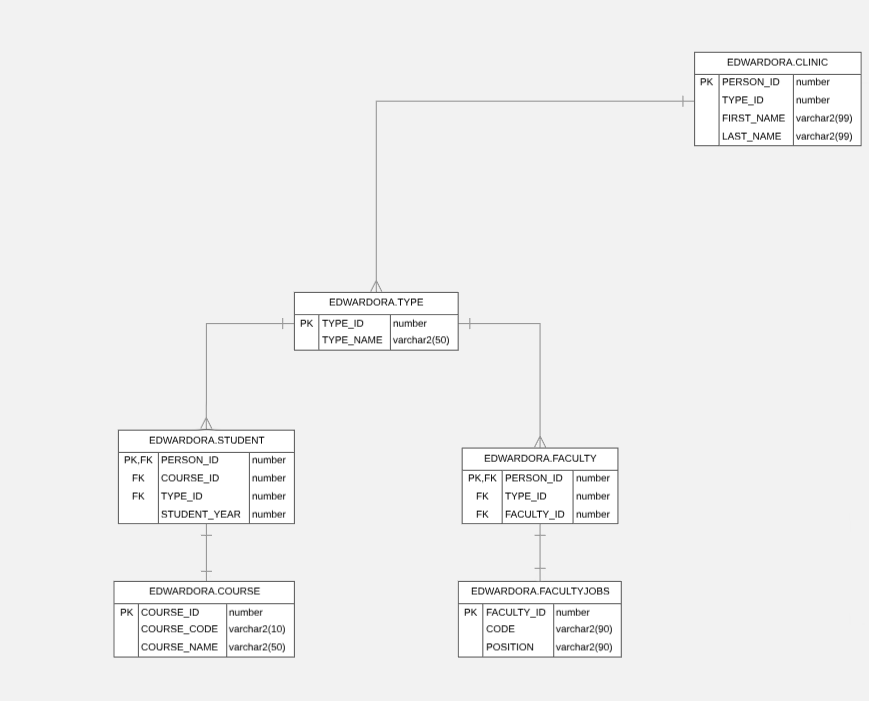 EDWARDORA.CLINIC
PK PERSON_ID number
TYPE_ID number
FIRST_NAME varchar2(99)
LAST_NAME varchar2(99)
EDWARDORA.TYPE
PK TYPE_ID number
TYPE_NAME varchar2(50)
EDWARDORA.STUDENT
PK,FK PERSON_ID number
FK COURSE_ID number
FK TYPE_ID number
STUDENT_YEAR number
EDWARDORA.FACULTY
PK,FK PERSON_ID number
FK TYPE_ID number
FK FACULTY_ID number
EDWARDORA.COURSE
PK COURSE_ID number
COURSE_CODE varchar2(10)
COURSE_NAME varchar2(50)
EDWARDORA.FACULTYJOBS
PK FACULTY_ID number
CODE varchar2(90)
POSITION varchar2(90)